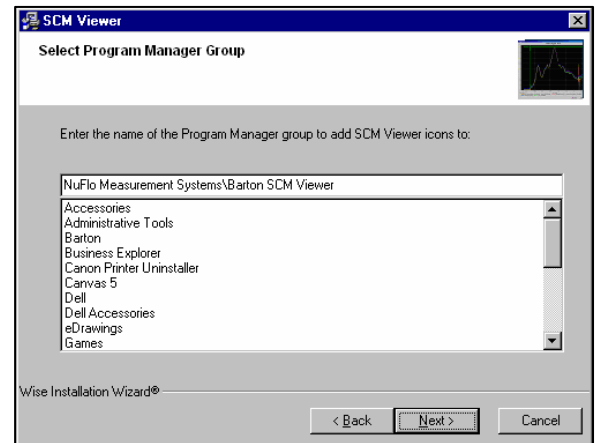 SCM Viewer
Select Program Manager Group
Enter the name of the Program Manager group to add SCM Viewer icons to:
NuFlo Measurement Systems\Barton SCM Viewer
Accessories
Administrative Tools
Barton
Business Explorer
Canon Printer Uninstaller
Canvas 5
Dell
Dell Accessories
eDrawings
Games
Wise Installation Wizard®
< Back Next > Cancel